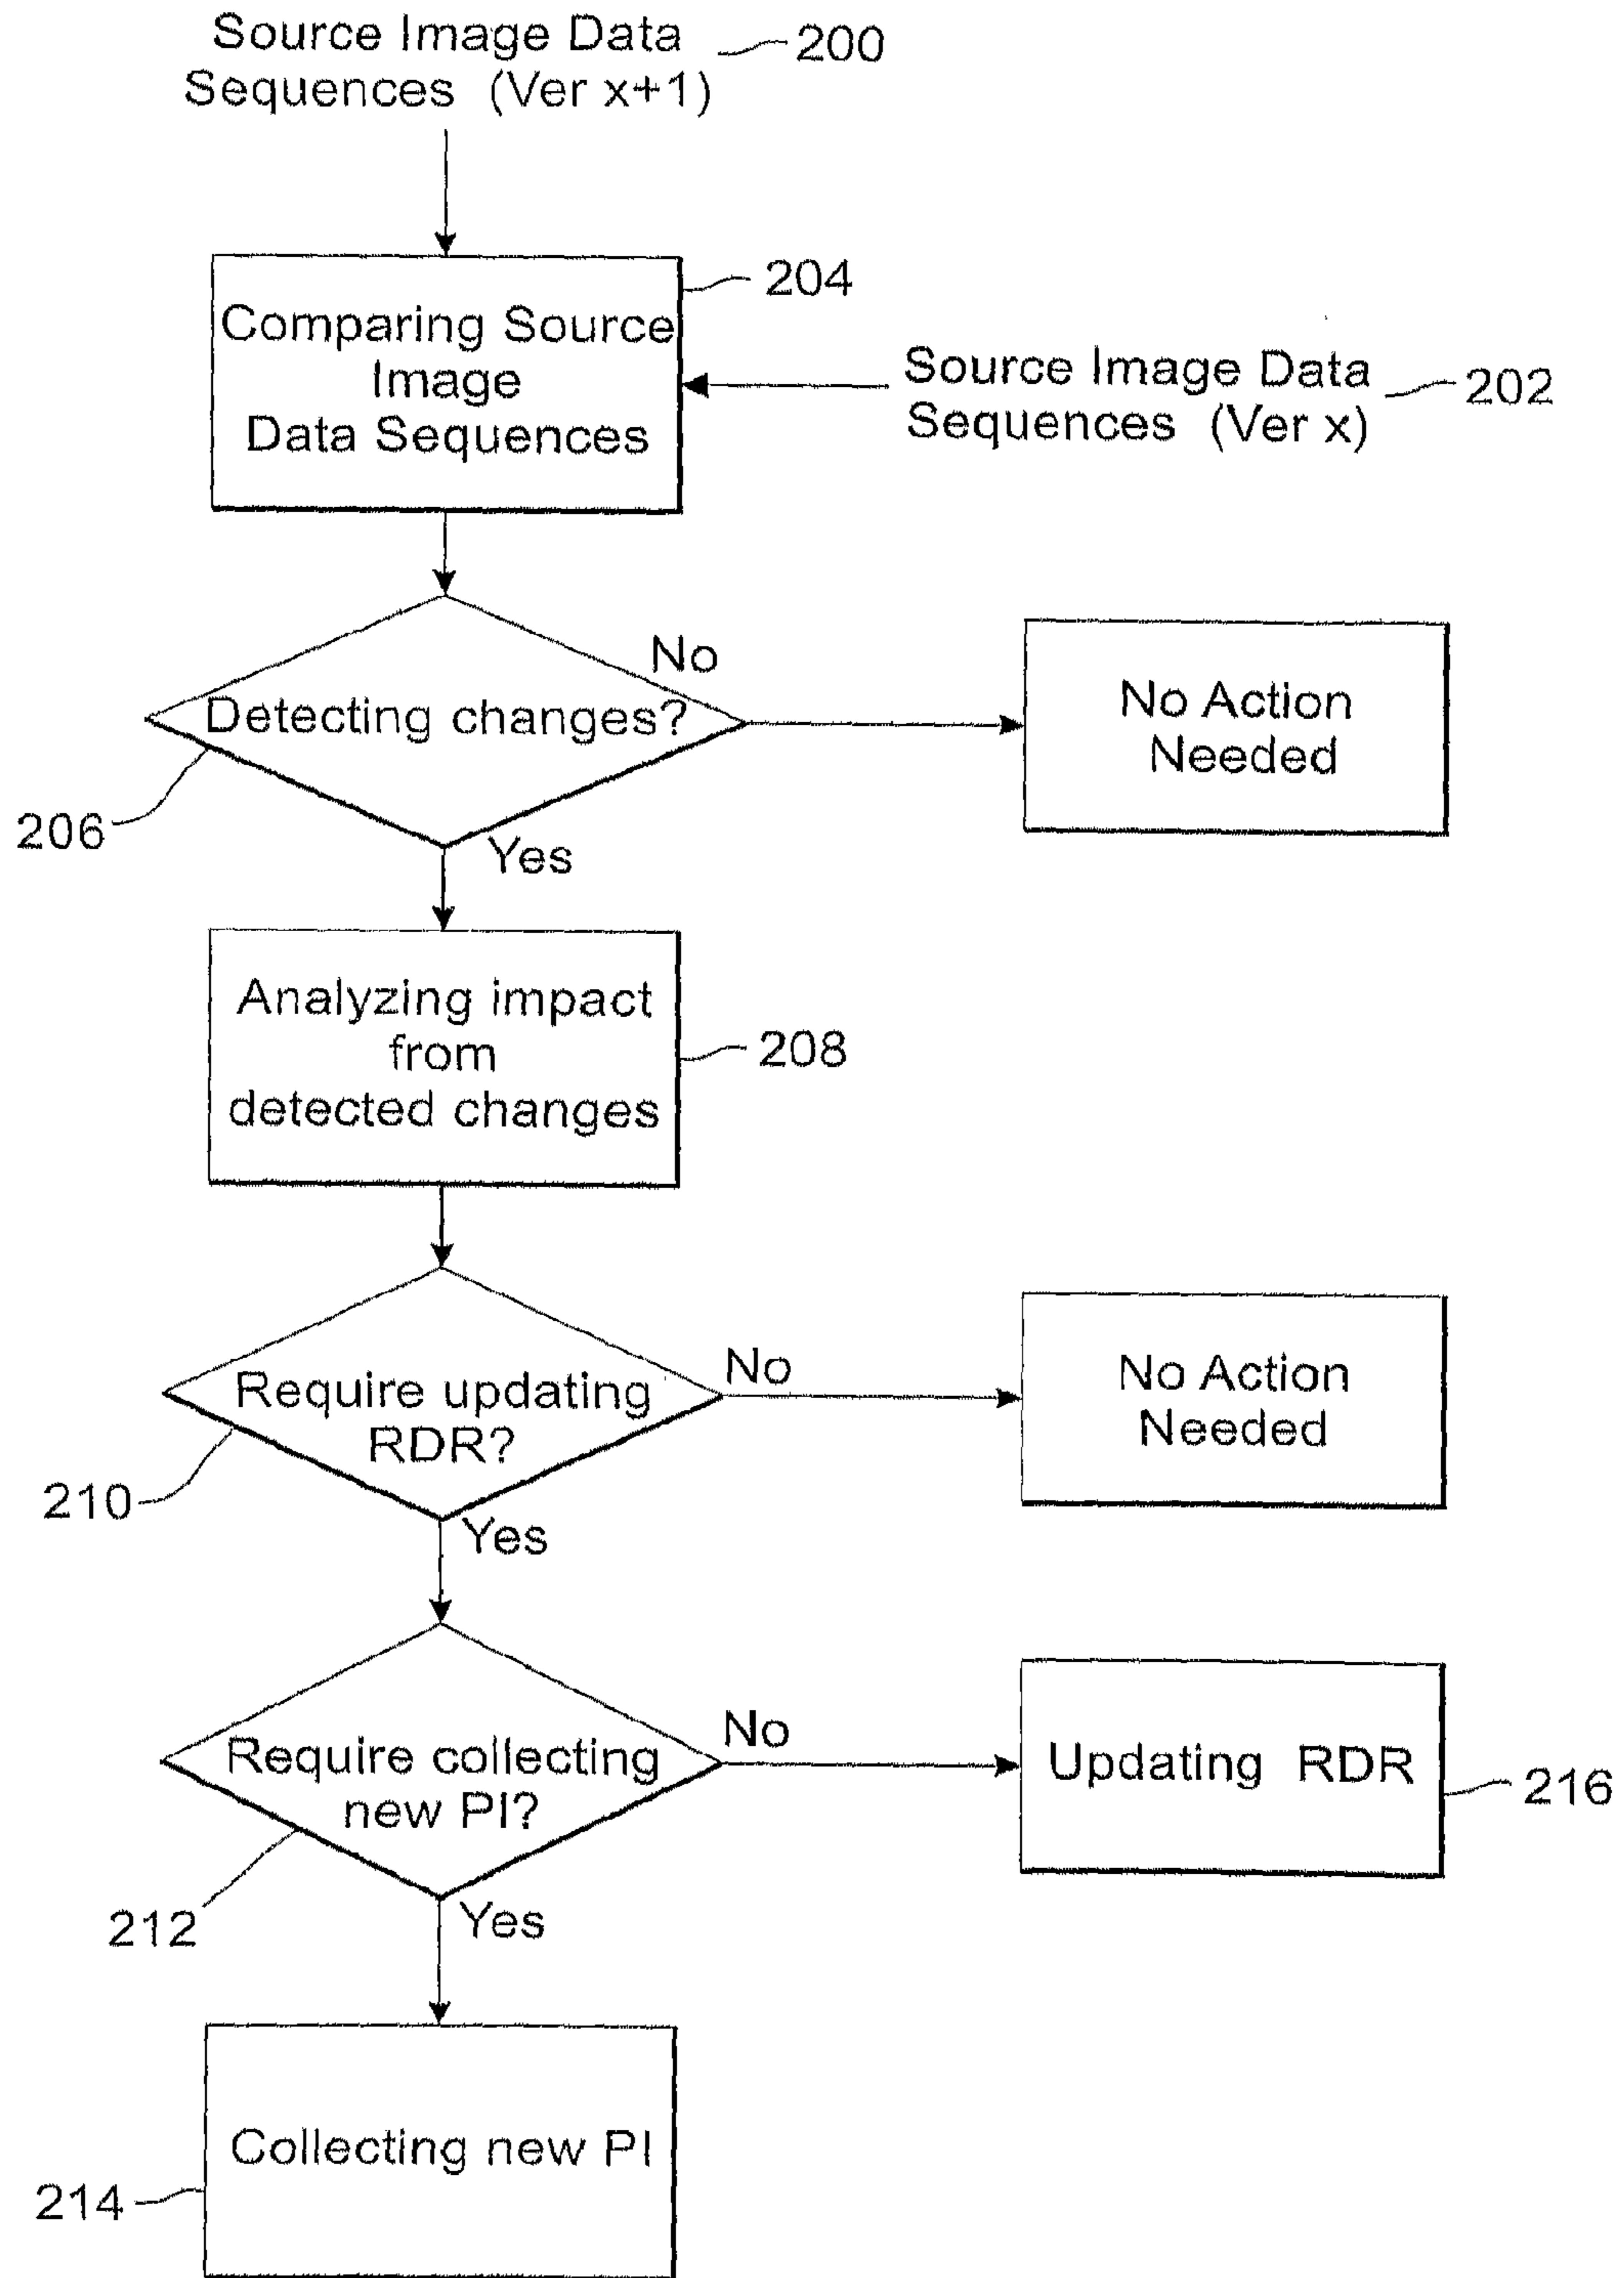 Source Image Data
Sequences (Ver x+1)
200
204
Comparing Source
Image
Data Sequences
Source Image Data
Sequences (Ver x)
202
No
Detecting changes?
No Action
Needed
206
Yes
Analyzing impact
from
detected changes
208
No
Require updating
RDR?
No Action
Needed
210
Yes
No
Require collecting
new PI?
Updating RDR
216
212
Yes
Collecting new PI
214